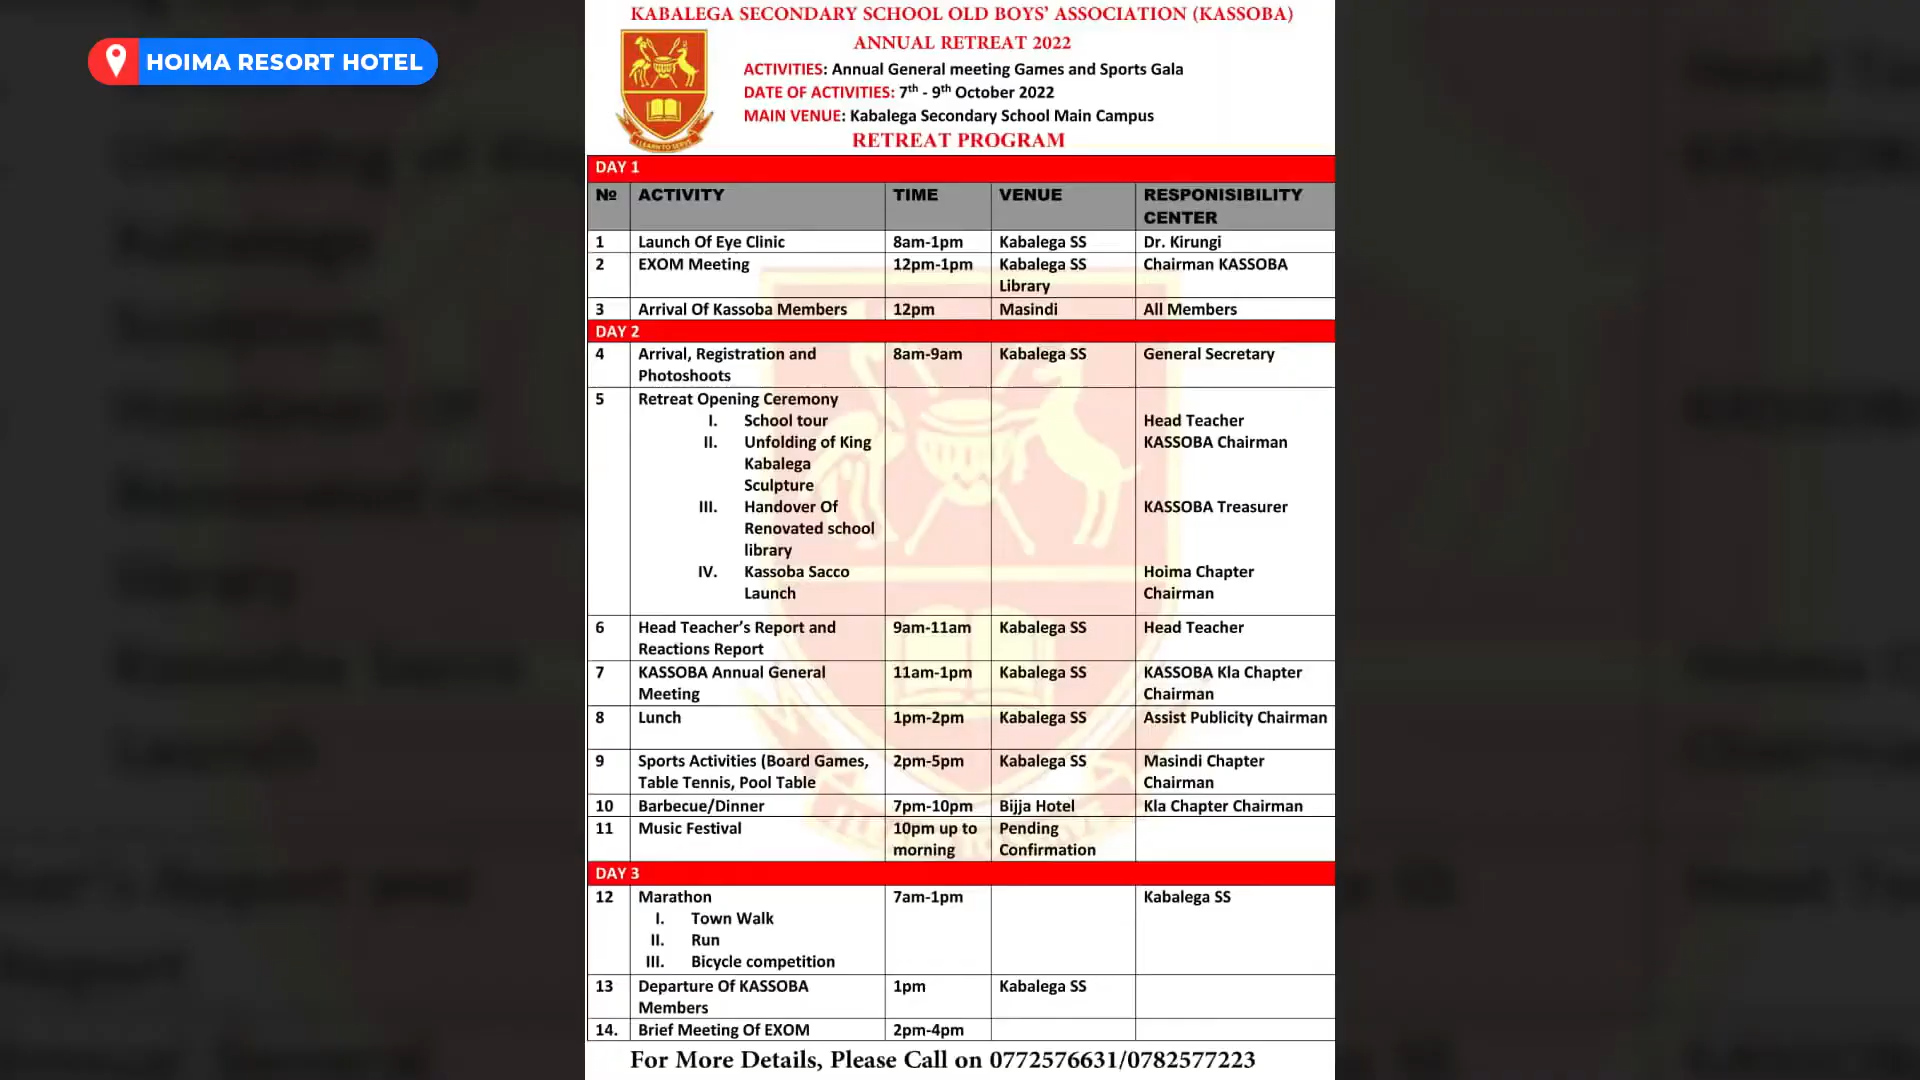 HOIMA RESORT HOTEL
KABALEGA SECONDARY SCHOOL OLD BOYS' ASSOCIATION (KASSOBA)
ANNUAL RETREAT 2022
ACTIVITIES: Annual General meeting Games and Sports Gala
DATE OF ACTIVITIES: 7th - 9th October 2022
MAIN VENUE: Kabalega Secondary School Main Campus
RETREAT PROGRAM
DAY 1
№ ACTIVITY TIME VENUE RESPONISIBILITY
CENTER
1 Launch Of Eye Clinic 8am-1pm Kabalega SS Dr. Kirungi
2 EXOM Meeting 12pm-1pm Kabalega SS Chairman KASSOBA
Library
3 Arrival Of Kassoba Members 12pm Masindi All Members
DAY 2
4 Arrival, Registration and 8am-9am Kabalega SS General Secretary
Photoshoots
5 Retreat Opening Ceremony
I. School tour Head Teacher
II. Unfolding of King KASSOBA Chairman
Kabalega
Sculpture
III. Handover Of KASSOBA Treasurer
Renovated school
library
IV. Kassoba Sacco Hoima Chapter
Launch Chairman
6 Head Teacher's Report and 9am-11am Kabalega SS Head Teacher
Reactions Report
7 KASSOBA Annual General 11am-1pm Kabalega SS KASSOBA Kla Chapter
Meeting Chairman
8 Lunch 1pm-2pm Kabalega SS Assist Publicity Chairman
9 Sports Activities (Board Games, 2pm-5pm Kabalega SS Masindi Chapter
Table Tennis, Pool Table Chairman
10 Barbecue/Dinner 7pm-10pm Bijja Hotel Kla Chapter Chairman
11 Music Festival 10pm up to Pending
morning Confirmation
DAY 3
12 Marathon 7am-1pm Kabalega SS
I. Town Walk
II. Run
III. Bicycle competition
13 Departure Of KASSOBA 1pm Kabalega SS
Members
14. Brief Meeting Of EXOM 2pm-4pm
For More Details, Please Call on 0772576631/0782577223